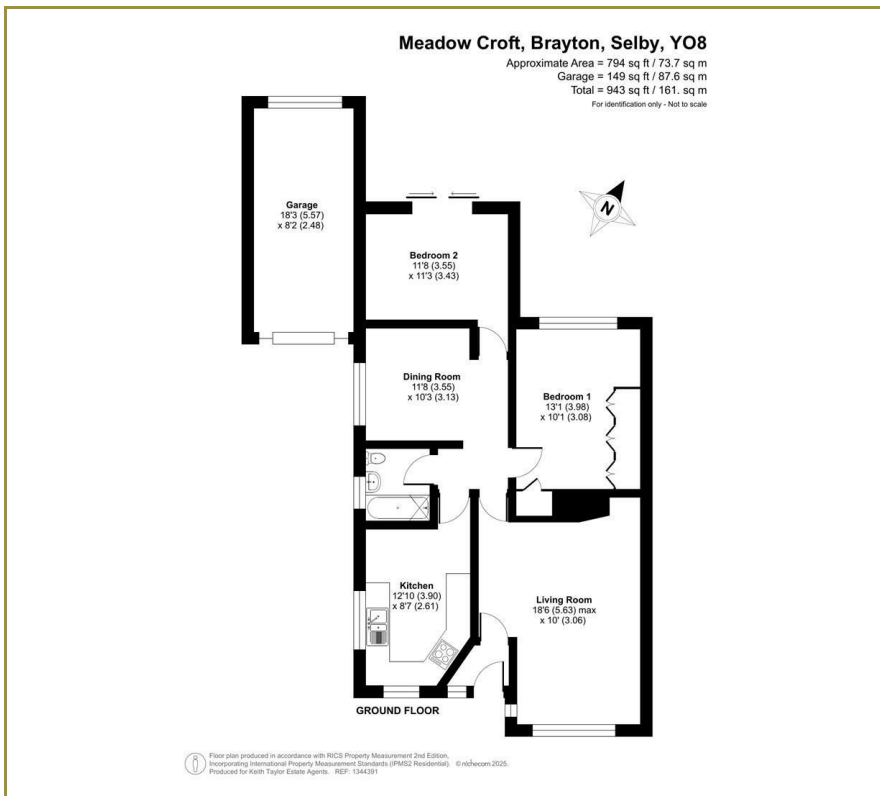 Meadow Croft, Brayton, Selby, YO8
Approximate Area = 794 sq ft / 73.7 sq m
Garage = 149 sq ft / 87.6 sq m
Total = 943 sq ft / 161. sq m
For identification only - Not to scale
N
Garage
18'3 (5.57)
x 8'2 (2.48)
Bedroom 2
11'8 (3.55)
x 11'3 (3.43)
Dining Room
11'8 (3.55)
x 10'3 (3.13)
Bedroom 1
13'1 (3.98)
x 10'1 (3.08)
Kitchen
12'10 (3.90)
x 8'7 (2.61)
Living Room
18'6 (5.63) max
x 10' (3.06)
GROUND FLOOR
Floor plan produced in accordance with RICS Property Measurement 2nd Edition,
Incorporating International Property Measurement Standards (IPMS2 Residential). © nichecom 2025.
Produced for Keith Taylor Estate Agents. REF: 1344391